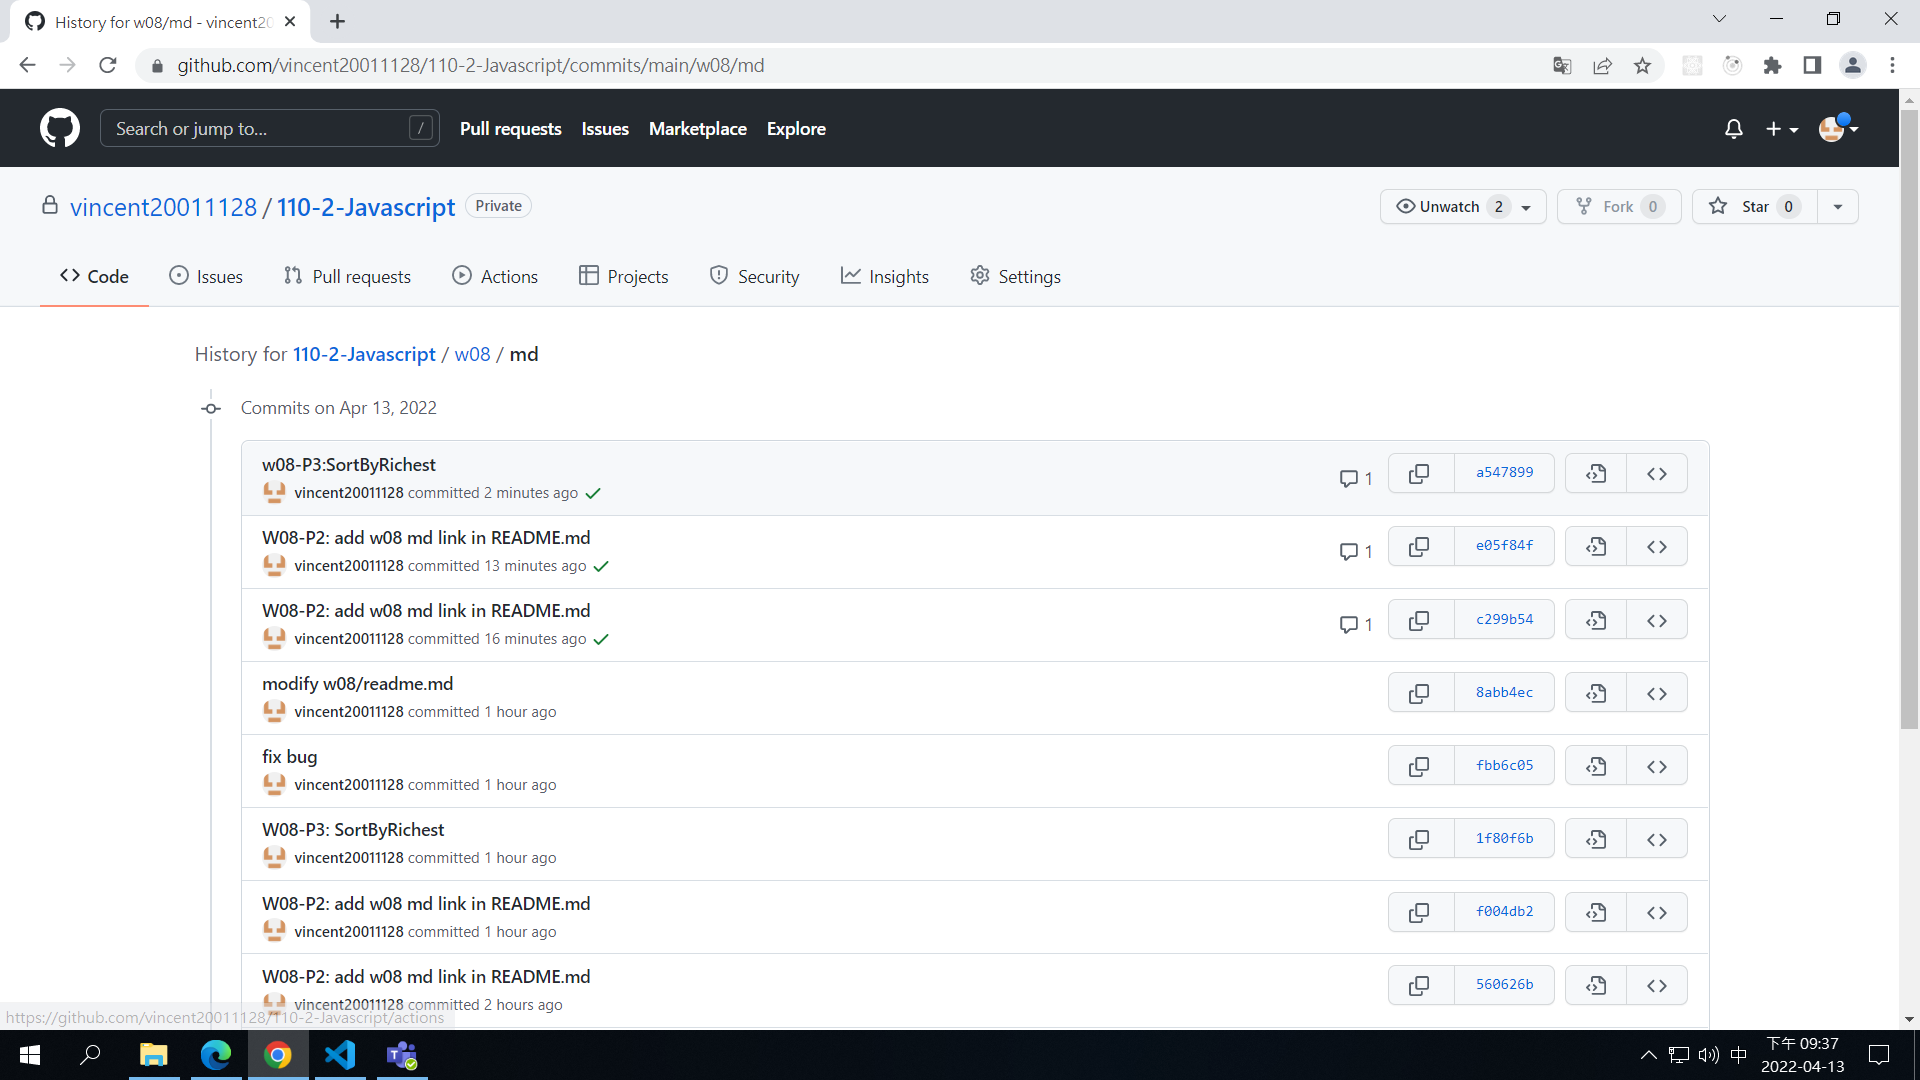 History for w08/md - vincent20
github.com/vincent20011128/110-2-Javascript/commits/main/w08/md
Search or jump to... /
Pull requests Issues Marketplace Explore
vincent20011128 / 110-2-Javascript Private
Unwatch 2 Fork 0 Star 0
Code Issues Pull requests Actions Projects Security Insights Settings
History for 110-2-Javascript / w08 / md
Commits on Apr 13, 2022
w08-P3:SortByRichest
vincent20011128 committed 2 minutes ago
1 a547899
W08-P2: add w08 md link in README.md
vincent20011128 committed 13 minutes ago
1 e05f84f
W08-P2: add w08 md link in README.md
vincent20011128 committed 16 minutes ago
1 c299b54
modify w08/readme.md
vincent20011128 committed 1 hour ago
8abb4ec
fix bug
vincent20011128 committed 1 hour ago
fbb6c05
W08-P3: SortByRichest
vincent20011128 committed 1 hour ago
1f80f6b
W08-P2: add w08 md link in README.md
vincent20011128 committed 1 hour ago
f004db2
W08-P2: add w08 md link in README.md
vincent20011128 committed 2 hours ago
560626b
https://github.com/vincent20011128/110-2-Javascript/actions
中
下午 09:37
2022-04-13